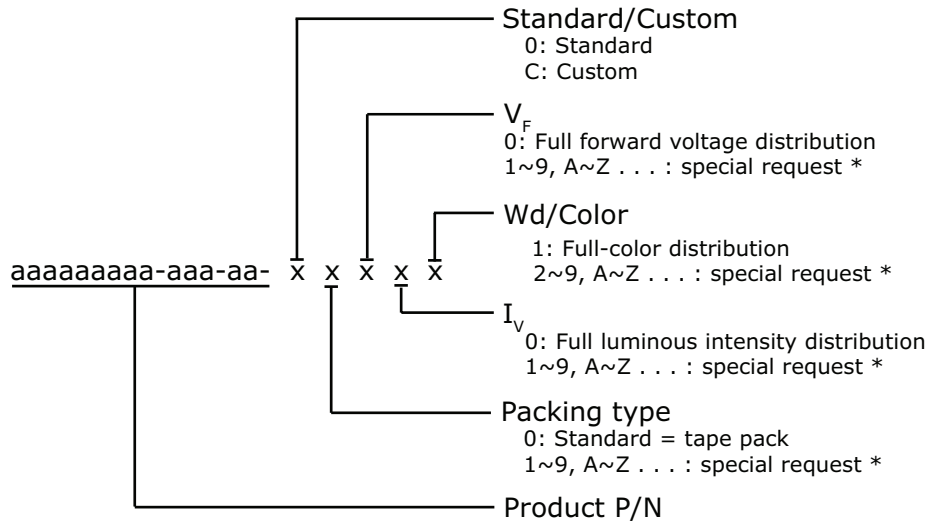 Standard/Custom
0: Standard
C: Custom
VF
0: Full forward voltage distribution
1~9, A~Z . . . : special request *
Wd/Color
1: Full-color distribution
2~9, A~Z . . . : special request *
aaaaaaaaa-aaa-aa- x x x x x
IV
0: Full luminous intensity distribution
1~9, A~Z . . . : special request *
Packing type
0: Standard = tape pack
1~9, A~Z . . . : special request *
Product P/N